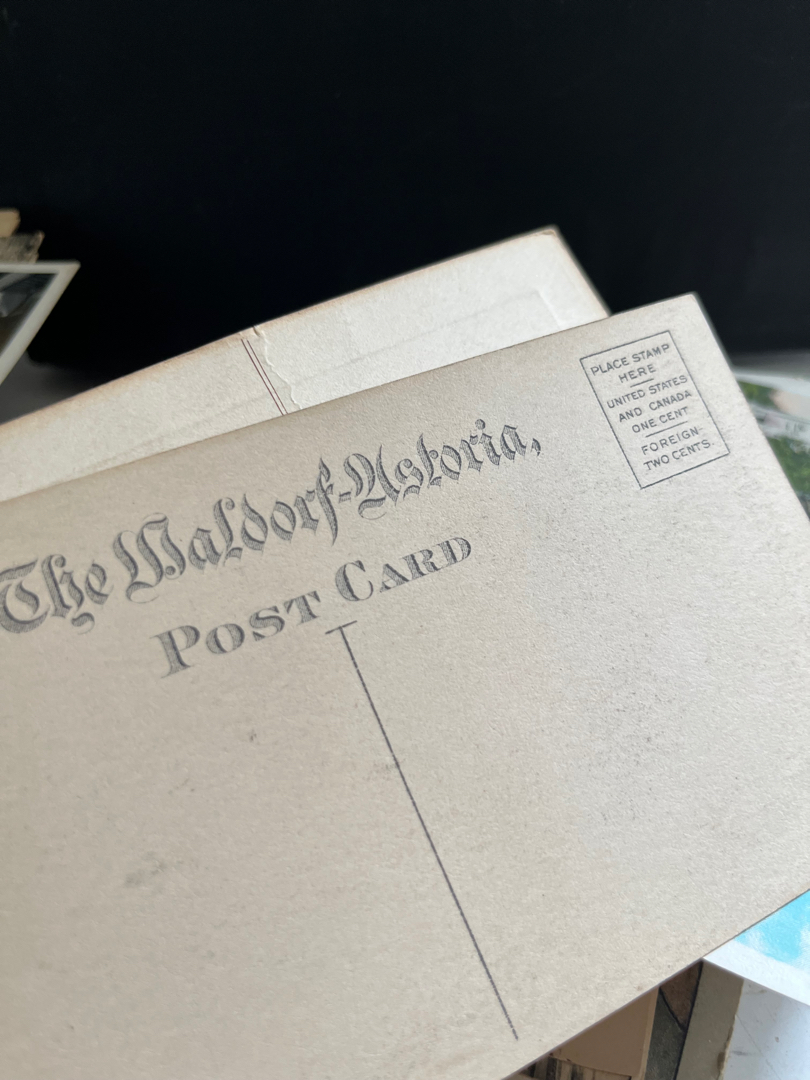 The Waldorf-Astoria,
POST CARD
PLACE STAMP
HERE
UNITED STATES
AND CANADA
ONE CENT
FOREIGN-
TWO CENTS.